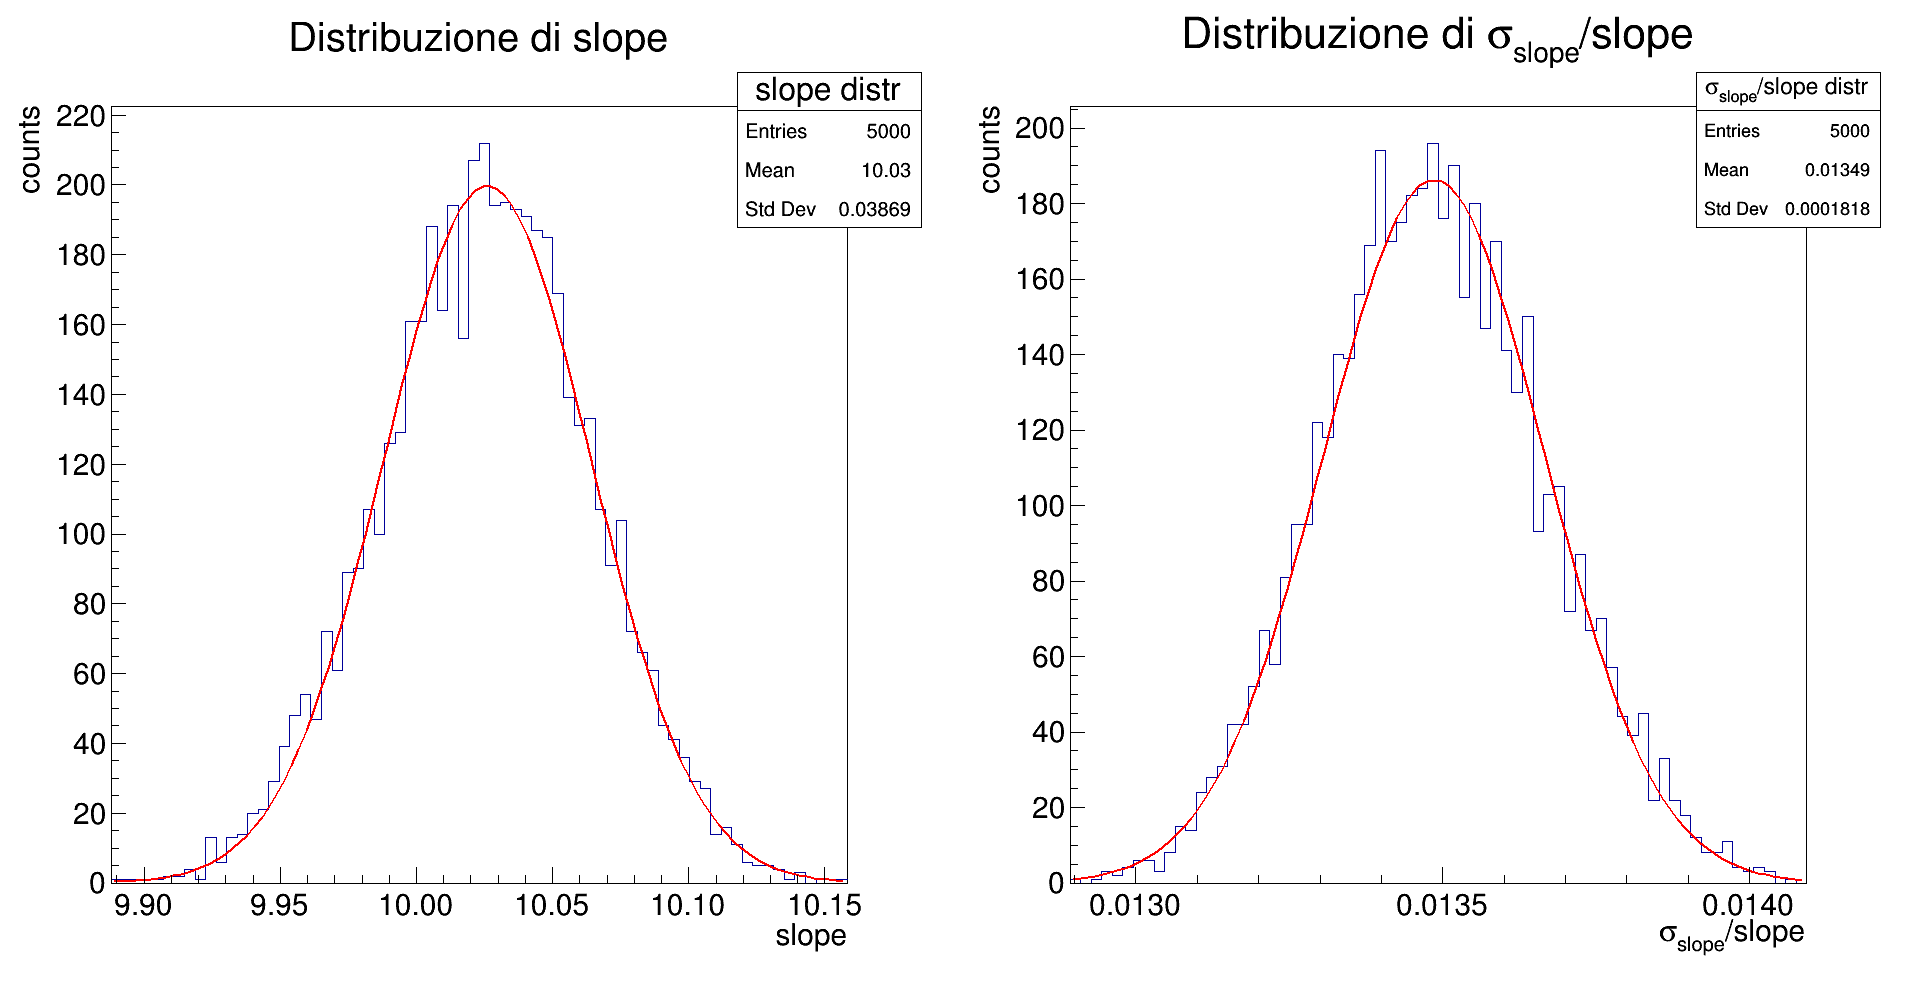 Distribuzione di slope
slope distr
Entries 5000
Mean 10.03
Std Dev 0.03869
counts
220
200
180
160
140
120
100
80
60
40
20
0
9.90 9.95 10.00 10.05 10.10 10.15
slope
Distribuzione di σslope/slope
σslope/slope distr
Entries 5000
Mean 0.01349
Std Dev 0.0001818
counts
200
180
160
140
120
100
80
60
40
20
0
0.0130 0.0135 0.0140
σslope/slope